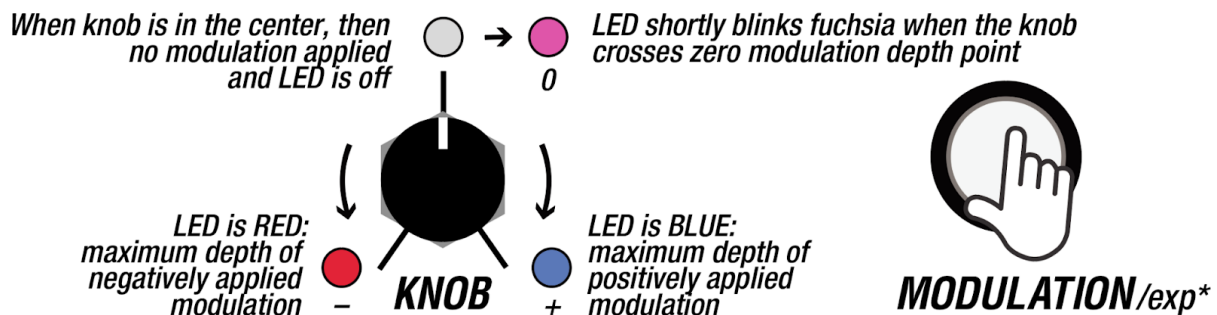 When knob is in the center, then
no modulation applied
and LED is off
LED shortly blinks fuchsia when the knob
crosses zero modulation depth point
0
LED is RED:
maximum depth of
negatively applied
modulation
–
KNOB
+
LED is BLUE:
maximum depth of
positively applied
modulation
MODULATION/exp*